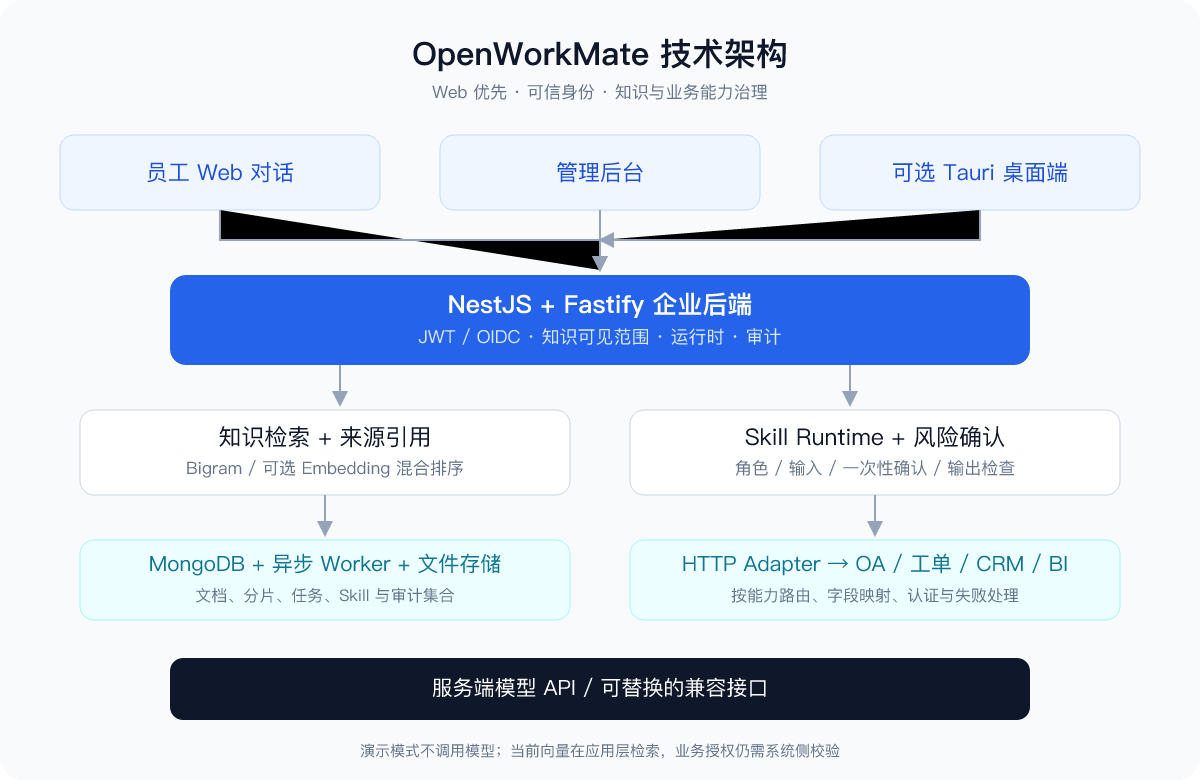 OpenWorkMate 技术架构
Web 优先 · 可信身份 · 知识与业务能力治理
员工 Web 对话
管理后台
可选 Tauri 桌面端
NestJS + Fastify 企业后端
JWT / OIDC · 知识可见范围 · 运行时 · 审计
知识检索 + 来源引用
Bigram / 可选 Embedding 混合排序
Skill Runtime + 风险确认
角色 / 输入 / 一次性确认 / 输出检查
MongoDB + 异步 Worker + 文件存储
文档、分片、任务、Skill 与审计集合
HTTP Adapter → OA / 工单 / CRM / BI
按能力路由、字段映射、认证与失败处理
服务端模型 API / 可替换的兼容接口
演示模式不调用模型；当前向量在应用层检索，业务授权仍需系统侧校验